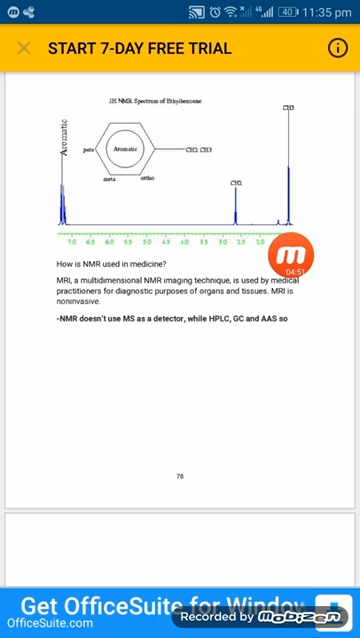 40 11:35 pm
START 7-DAY FREE TRIAL
1H NMR Spectrum of Ethylbenzene
CH3
Aromatic
para
Aromatic
CH2 CH3
meta
ortho
CH2
7.0 6.5 6.0 5.5 5.0 4.5 4.0 3.5 3.0 2.5 2.0
How is NMR used in medicine?
04:51
MRI, a multidimensional NMR imaging technique, is used by medical
practitioners for diagnostic purposes of organs and tissues. MRI is
noninvasive.
-NMR doesn't use MS as a detector, while HPLC, GC and AAS so
78
Get OfficeSuite for Window
OfficeSuite.com
Recorded by MOBIZEN